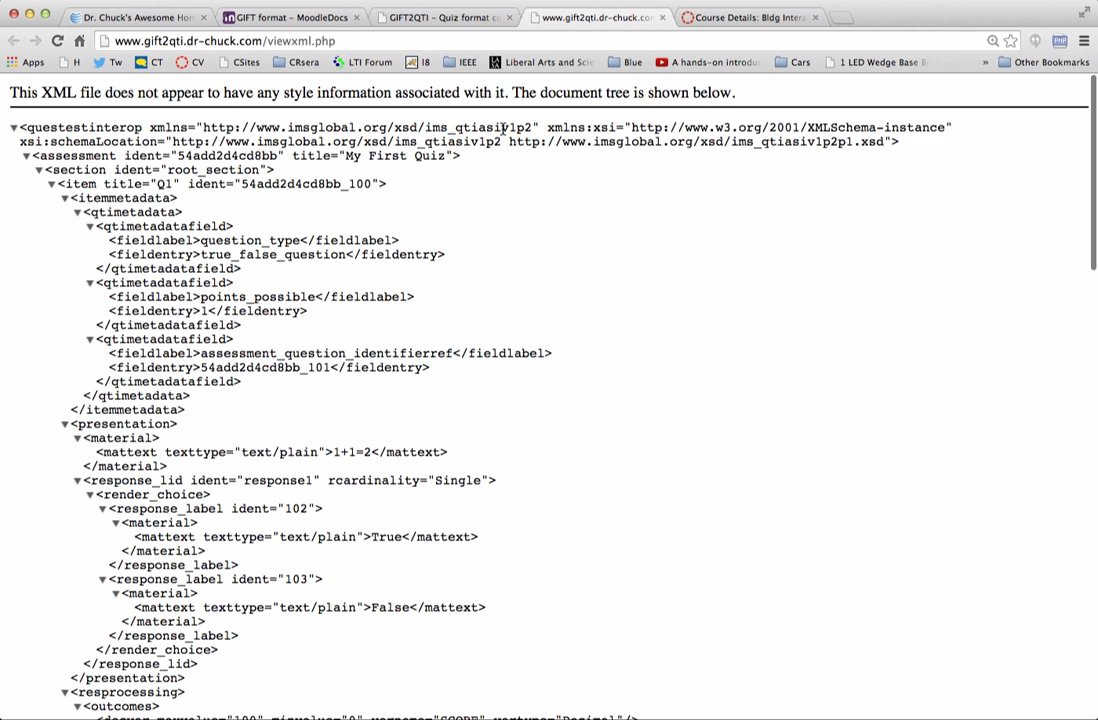 Dr. Chuck's Awesome Hon
GIFT format – MoodleDocs
GIFT2QTI – Quiz format co
www.gift2qti.dr-chuck.co
Course Details: Bldg Intera
www.gift2qti.dr-chuck.com/viewxml.php
Apps H Tw CT CV CSites CRsera LTI Forum I8 IEEE Liberal Arts and Scie Blue A hands-on introdu Cars 1 LED Wedge Base B » Other Bookmarks
This XML file does not appear to have any style information associated with it. The document tree is shown below.
▼<questestinterop xmlns="http://www.imsglobal.org/xsd/ims_qtiasiv1p2" xmlns:xsi="http://www.w3.org/2001/XMLSchema-instance"
xsi:schemaLocation="http://www.imsglobal.org/xsd/ims_qtiasiv1p2 http://www.imsglobal.org/xsd/ims_qtiasiv1p2p1.xsd">
▼<assessment ident="54add2d4cd8bb" title="My First Quiz">
▼<section ident="root_section">
▼<item title="Q1" ident="54add2d4cd8bb_100">
▼<itemmetadata>
▼<qtimetadata>
▼<qtimetadatafield>
<fieldlabel>question_type</fieldlabel>
<fieldentry>true_false_question</fieldentry>
</qtimetadatafield>
▼<qtimetadatafield>
<fieldlabel>points_possible</fieldlabel>
<fieldentry>1</fieldentry>
</qtimetadatafield>
▼<qtimetadatafield>
<fieldlabel>assessment_question_identifierref</fieldlabel>
<fieldentry>54add2d4cd8bb_101</fieldentry>
</qtimetadatafield>
</qtimetadata>
</itemmetadata>
▼<presentation>
▼<material>
<mattext texttype="text/plain">1+1=2</mattext>
</material>
▼<response_lid ident="response1" rcardinality="Single">
▼<render_choice>
▼<response_label ident="102">
▼<material>
<mattext texttype="text/plain">True</mattext>
</material>
</response_label>
▼<response_label ident="103">
▼<material>
<mattext texttype="text/plain">False</mattext>
</material>
</response_label>
</render_choice>
</response_lid>
</presentation>
▼<resprocessing>
▼<outcomes>